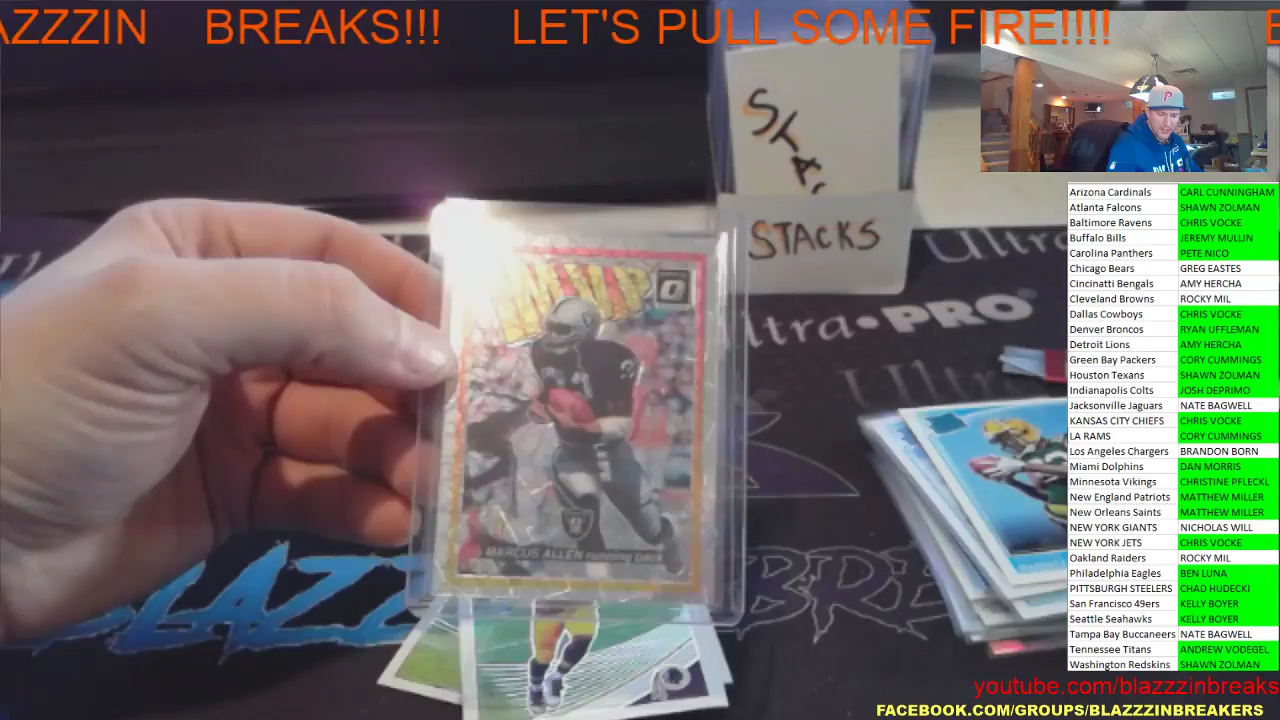 AZZZIN BREAKS!!! LET'S PULL SOME FIRE!!!!
STA
STACKS
Ultra•PRO
OPTIC
MARCUS ALLEN running back
Arizona Cardinals CARL CUNNINGHAM
Atlanta Falcons SHAWN ZOLMAN
Baltimore Ravens CHRIS VOCKE
Buffalo Bills JEREMY MULLIN
Carolina Panthers PETE NICO
Chicago Bears GREG EASTES
Cincinatti Bengals AMY HERCHA
Cleveland Browns ROCKY MIL
Dallas Cowboys CHRIS VOCKE
Denver Broncos RYAN UFFLEMAN
Detroit Lions AMY HERCHA
Green Bay Packers CORY CUMMINGS
Houston Texans SHAWN ZOLMAN
Indianapolis Colts JOSH DEPRIMO
Jacksonville Jaguars NATE BAGWELL
KANSAS CITY CHIEFS CHRIS VOCKE
LA RAMS CORY CUMMINGS
Los Angeles Chargers BRANDON BORN
Miami Dolphins DAN MORRIS
Minnesota Vikings CHRISTINE PFLECKL
New England Patriots MATTHEW MILLER
New Orleans Saints MATTHEW MILLER
NEW YORK GIANTS NICHOLAS WILL
NEW YORK JETS CHRIS VOCKE
Oakland Raiders ROCKY MIL
Philadelphia Eagles BEN LUNA
PITTSBURGH STEELERS CHAD HUDECKI
San Francisco 49ers KELLY BOYER
Seattle Seahawks KELLY BOYER
Tampa Bay Buccaneers NATE BAGWELL
Tennessee Titans ANDREW VODEGEL
Washington Redskins SHAWN ZOLMAN
youtube.com/blazzzinbreaks
FACEBOOK.COM/GROUPS/BLAZZZINBREAKERS